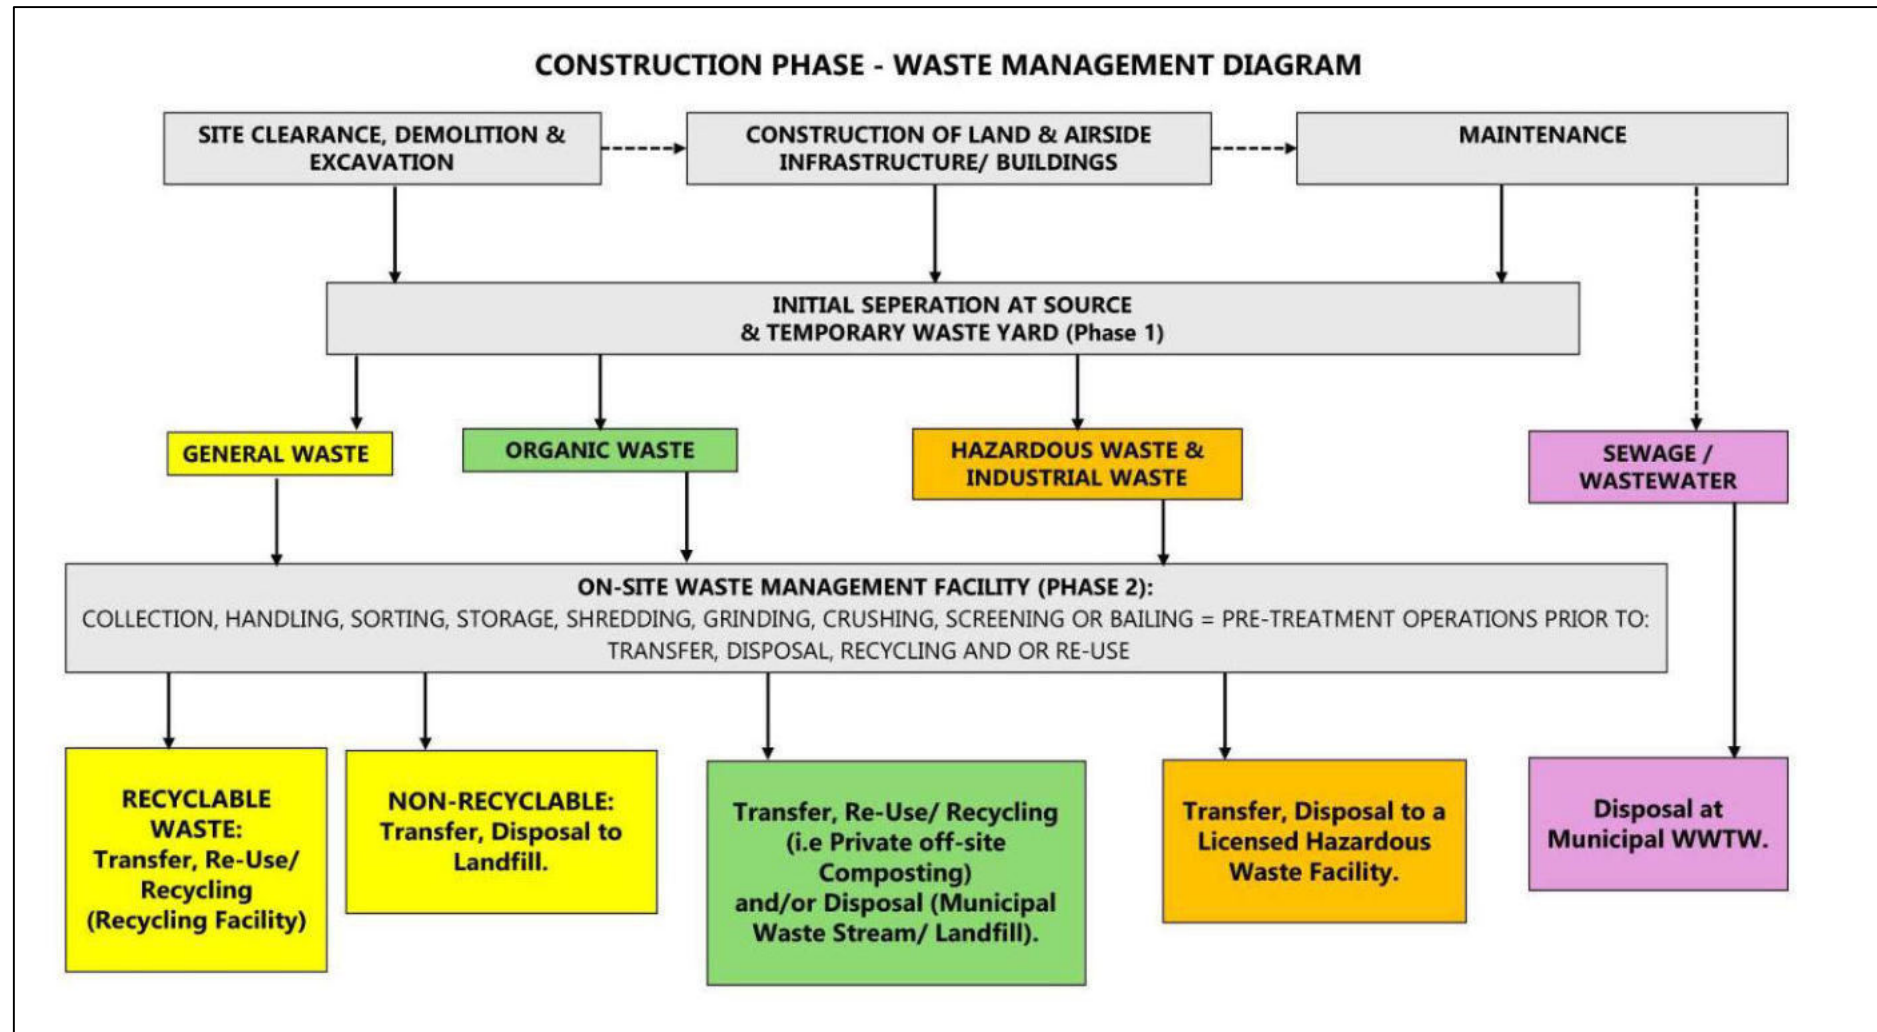 CONSTRUCTION PHASE - WASTE MANAGEMENT DIAGRAM
SITE CLEARANCE, DEMOLITION &
EXCAVATION
CONSTRUCTION OF LAND & AIRSIDE
INFRASTRUCTURE/ BUILDINGS
MAINTENANCE
INITIAL SEPERATION AT SOURCE
& TEMPORARY WASTE YARD (Phase 1)
GENERAL WASTE
ORGANIC WASTE
HAZARDOUS WASTE &
INDUSTRIAL WASTE
SEWAGE /
WASTEWATER
ON-SITE WASTE MANAGEMENT FACILITY (PHASE 2):
COLLECTION, HANDLING, SORTING, STORAGE, SHREDDING, GRINDING, CRUSHING, SCREENING OR BAILING = PRE-TREATMENT OPERATIONS PRIOR TO:
TRANSFER, DISPOSAL, RECYCLING AND OR RE-USE
RECYCLABLE
WASTE:
Transfer, Re-Use/
Recycling
(Recycling Facility)
NON-RECYCLABLE:
Transfer, Disposal to
Landfill.
Transfer, Re-Use/ Recycling
(i.e Private off-site
Composting)
and/or Disposal (Municipal
Waste Stream/ Landfill).
Transfer, Disposal to a
Licensed Hazardous
Waste Facility.
Disposal at
Municipal WWTW.